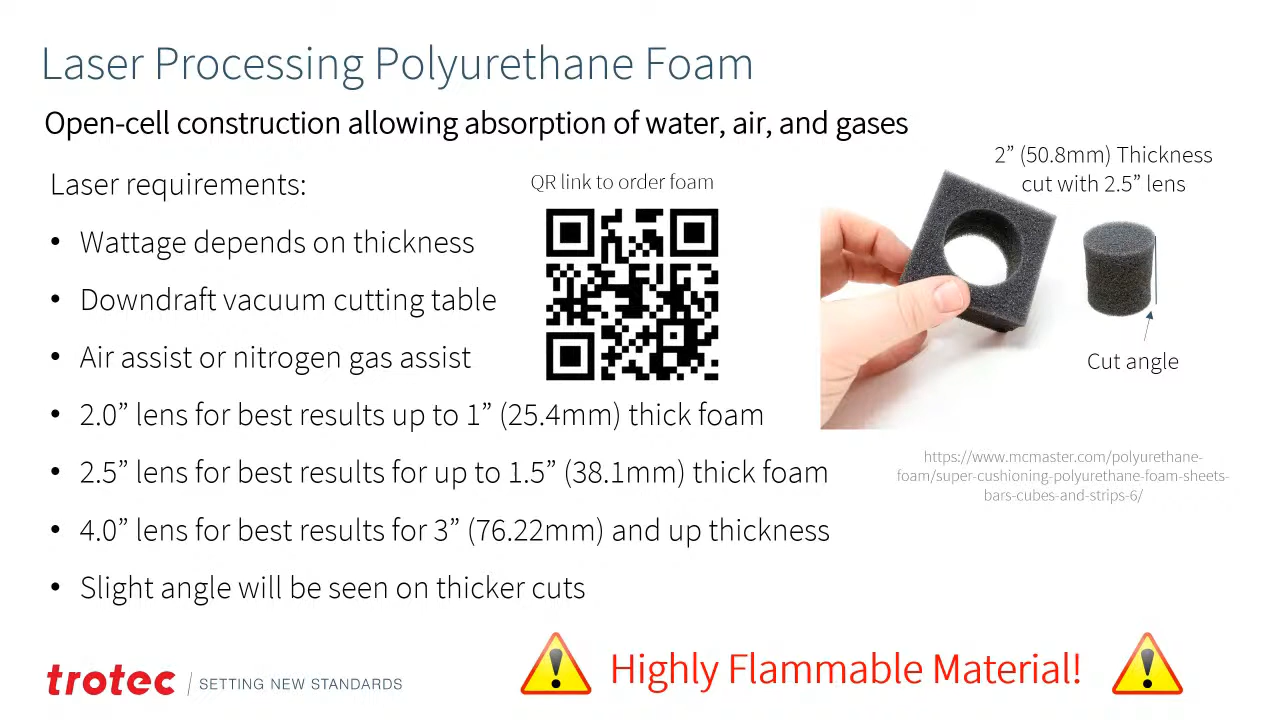 Laser Processing Polyurethane Foam
Open-cell construction allowing absorption of water, air, and gases
Laser requirements:
• Wattage depends on thickness
• Downdraft vacuum cutting table
• Air assist or nitrogen gas assist
• 2.0” lens for best results up to 1” (25.4mm) thick foam
• 2.5” lens for best results for up to 1.5” (38.1mm) thick foam
• 4.0” lens for best results for 3” (76.22mm) and up thickness
• Slight angle will be seen on thicker cuts
QR link to order foam
2” (50.8mm) Thickness
cut with 2.5” lens
Cut angle
https://www.mcmaster.com/polyurethane-
foam/super-cushioning-polyurethane-foam-sheets-
bars-cubes-and-strips-6/
trotec | SETTING NEW STANDARDS
Highly Flammable Material!